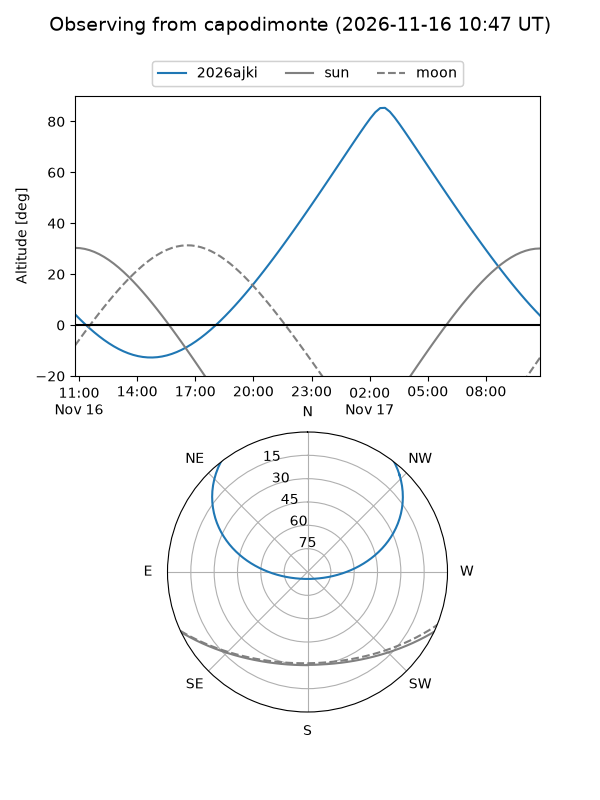 Observing from capodimonte (2026-11-16 10:47 UT)
2026ajki sun moon
Altitude [deg]
80
60
40
20
0
−20
11:00 14:00 17:00 20:00 23:00 02:00 05:00 08:00
Nov 16 Nov 17
N
NE NW
15
30
45
60
75
E W
SE SW
S